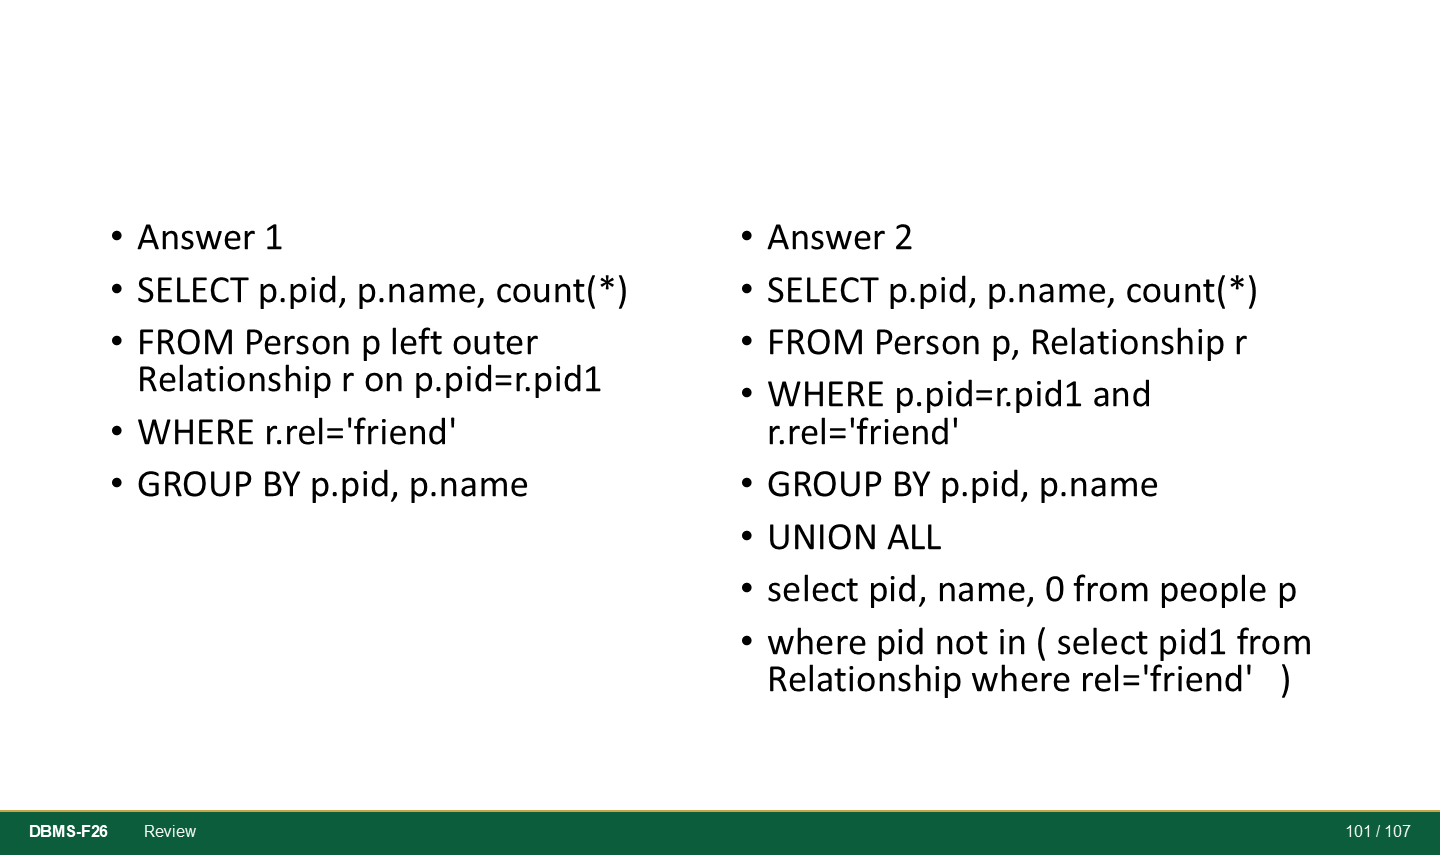 • Answer 1
• SELECT p.pid, p.name, count(*)
• FROM Person p left outer
Relationship r on p.pid=r.pid1
• WHERE r.rel='friend'
• GROUP BY p.pid, p.name
• Answer 2
• SELECT p.pid, p.name, count(*)
• FROM Person p, Relationship r
• WHERE p.pid=r.pid1 and
r.rel='friend'
• GROUP BY p.pid, p.name
• UNION ALL
• select pid, name, 0 from people p
• where pid not in ( select pid1 from
Relationship where rel='friend'   )
DBMS-F26 Review 101 / 107